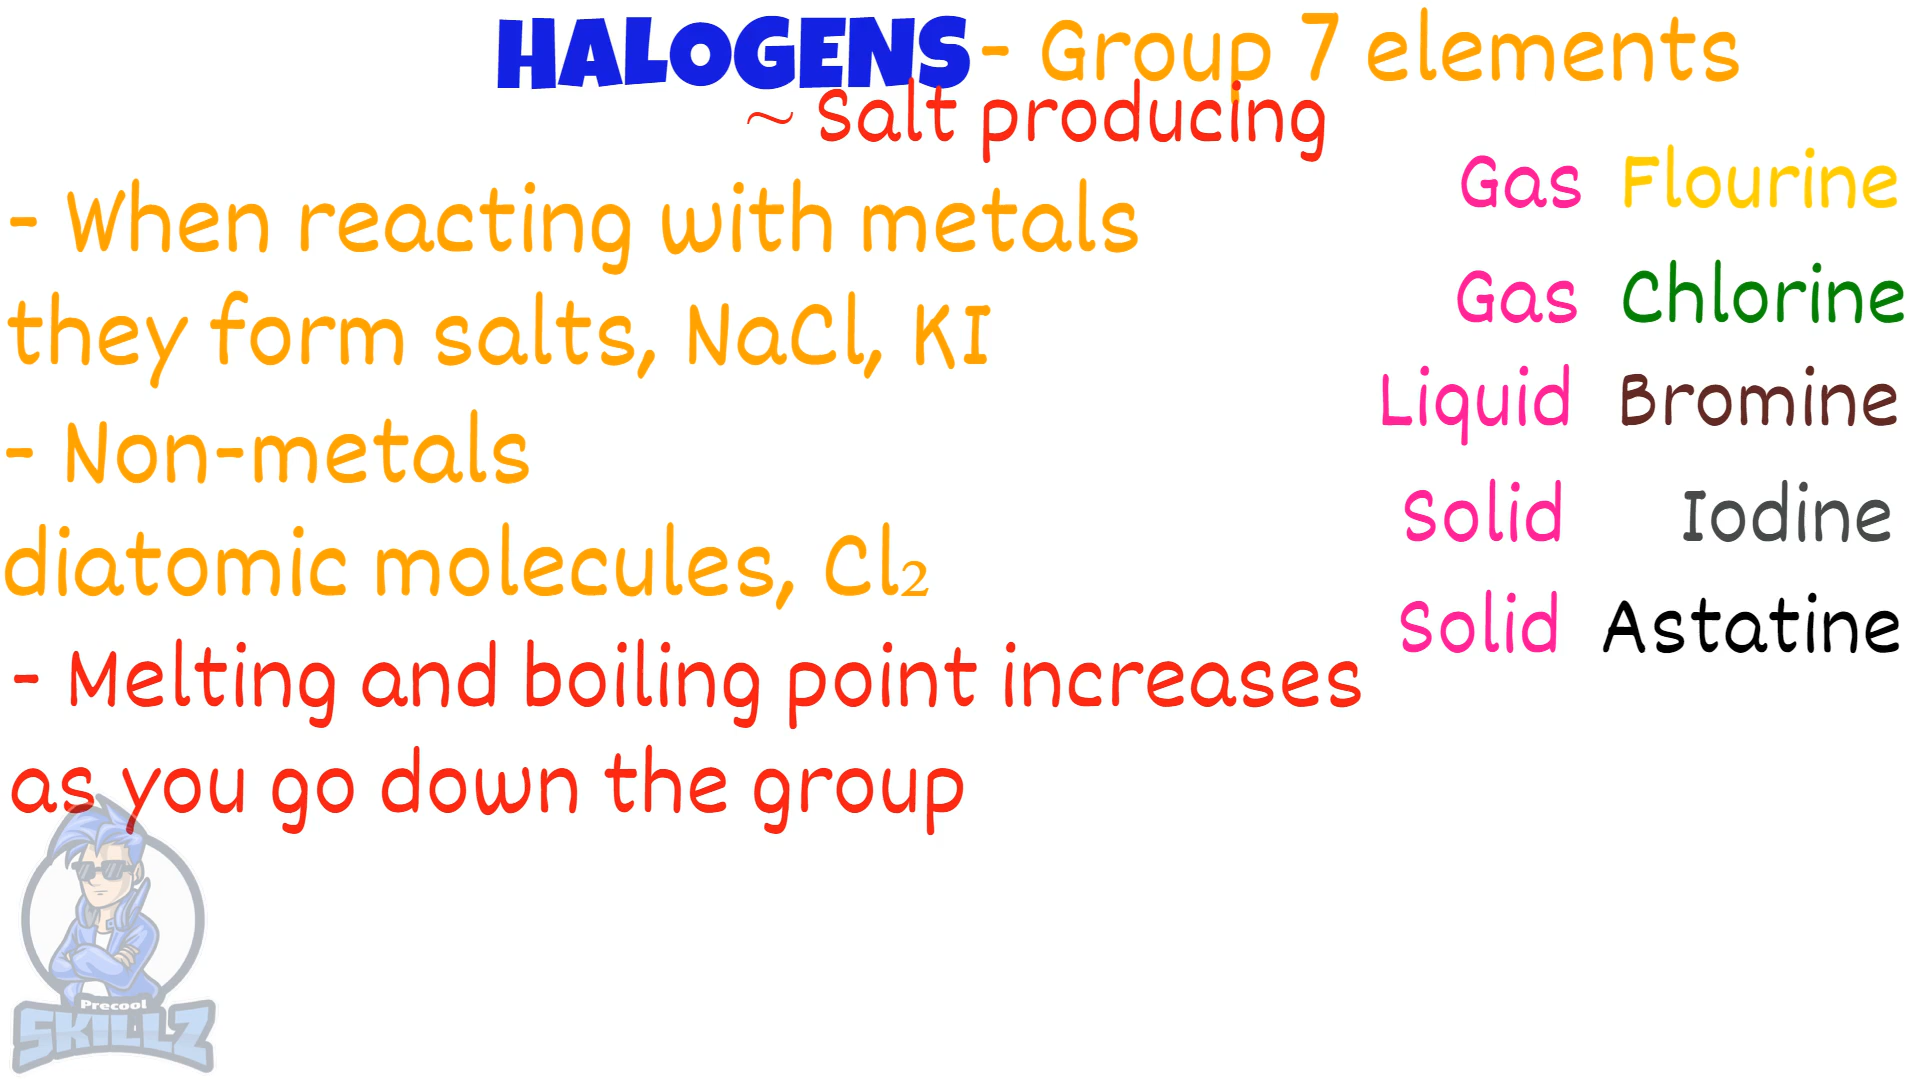 HALOGENS - Group 7 elements
~ Salt producing
- When reacting with metals
they form salts, NaCl, KI
- Non-metals
diatomic molecules, Cl₂
- Melting and boiling point increases
as you go down the group
Gas Flourine
Gas Chlorine
Liquid Bromine
Solid Iodine
Solid Astatine
Precool
SKILLZ